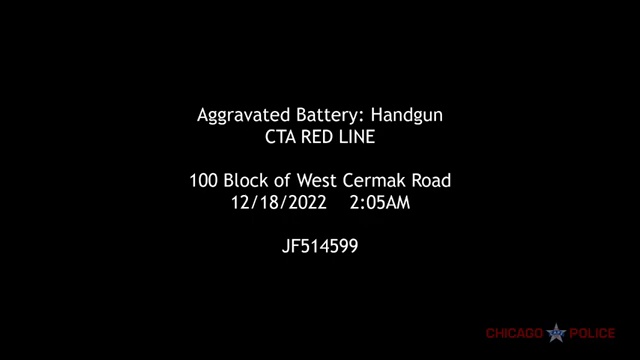 Aggravated Battery: Handgun
CTA RED LINE
100 Block of West Cermak Road
12/18/2022 2:05AM
JF514599
CHICAGO POLICE